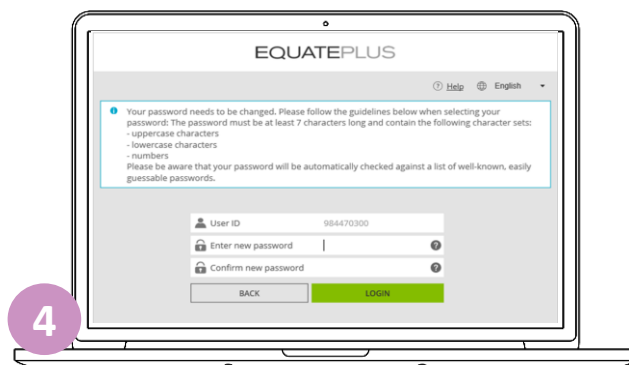 EQUATEPLUS
Help English
Your password needs to be changed. Please follow the guidelines below when selecting your
password: The password must be at least 7 characters long and contain the following character sets:
- uppercase characters
- lowercase characters
- numbers
Please be aware that your password will be automatically checked against a list of well-known, easily
guessable passwords.
User ID 984470300
Enter new password
Confirm new password
BACK LOGIN
4